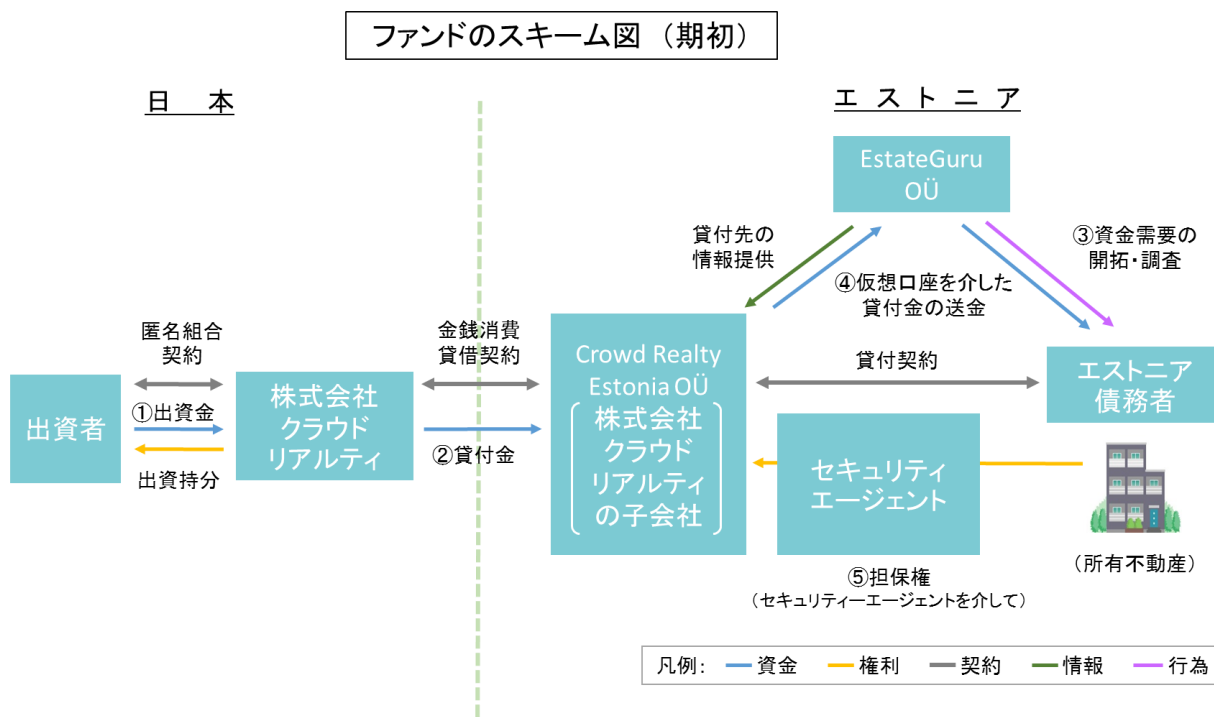 ファンドのスキーム図 （期初）
日　本
エ ス ト ニ ア
EstateGuru
OÜ
貸付先の
情報提供
③資金需要の
開拓・調査
④仮想口座を介した
貸付金の送金
匿名組合
契約
金銭消費
貸借契約
Crowd Realty
Estonia OÜ
株式会社
クラウド
リアルティ
の子会社
貸付契約
エストニア
債務者
出資者
①出資金
出資持分
株式会社
クラウド
リアルティ
②貸付金
セキュリティ
エージェント
（所有不動産）
⑤担保権
（セキュリティーエージェントを介して）
凡例： 資金 権利 契約 情報 行為